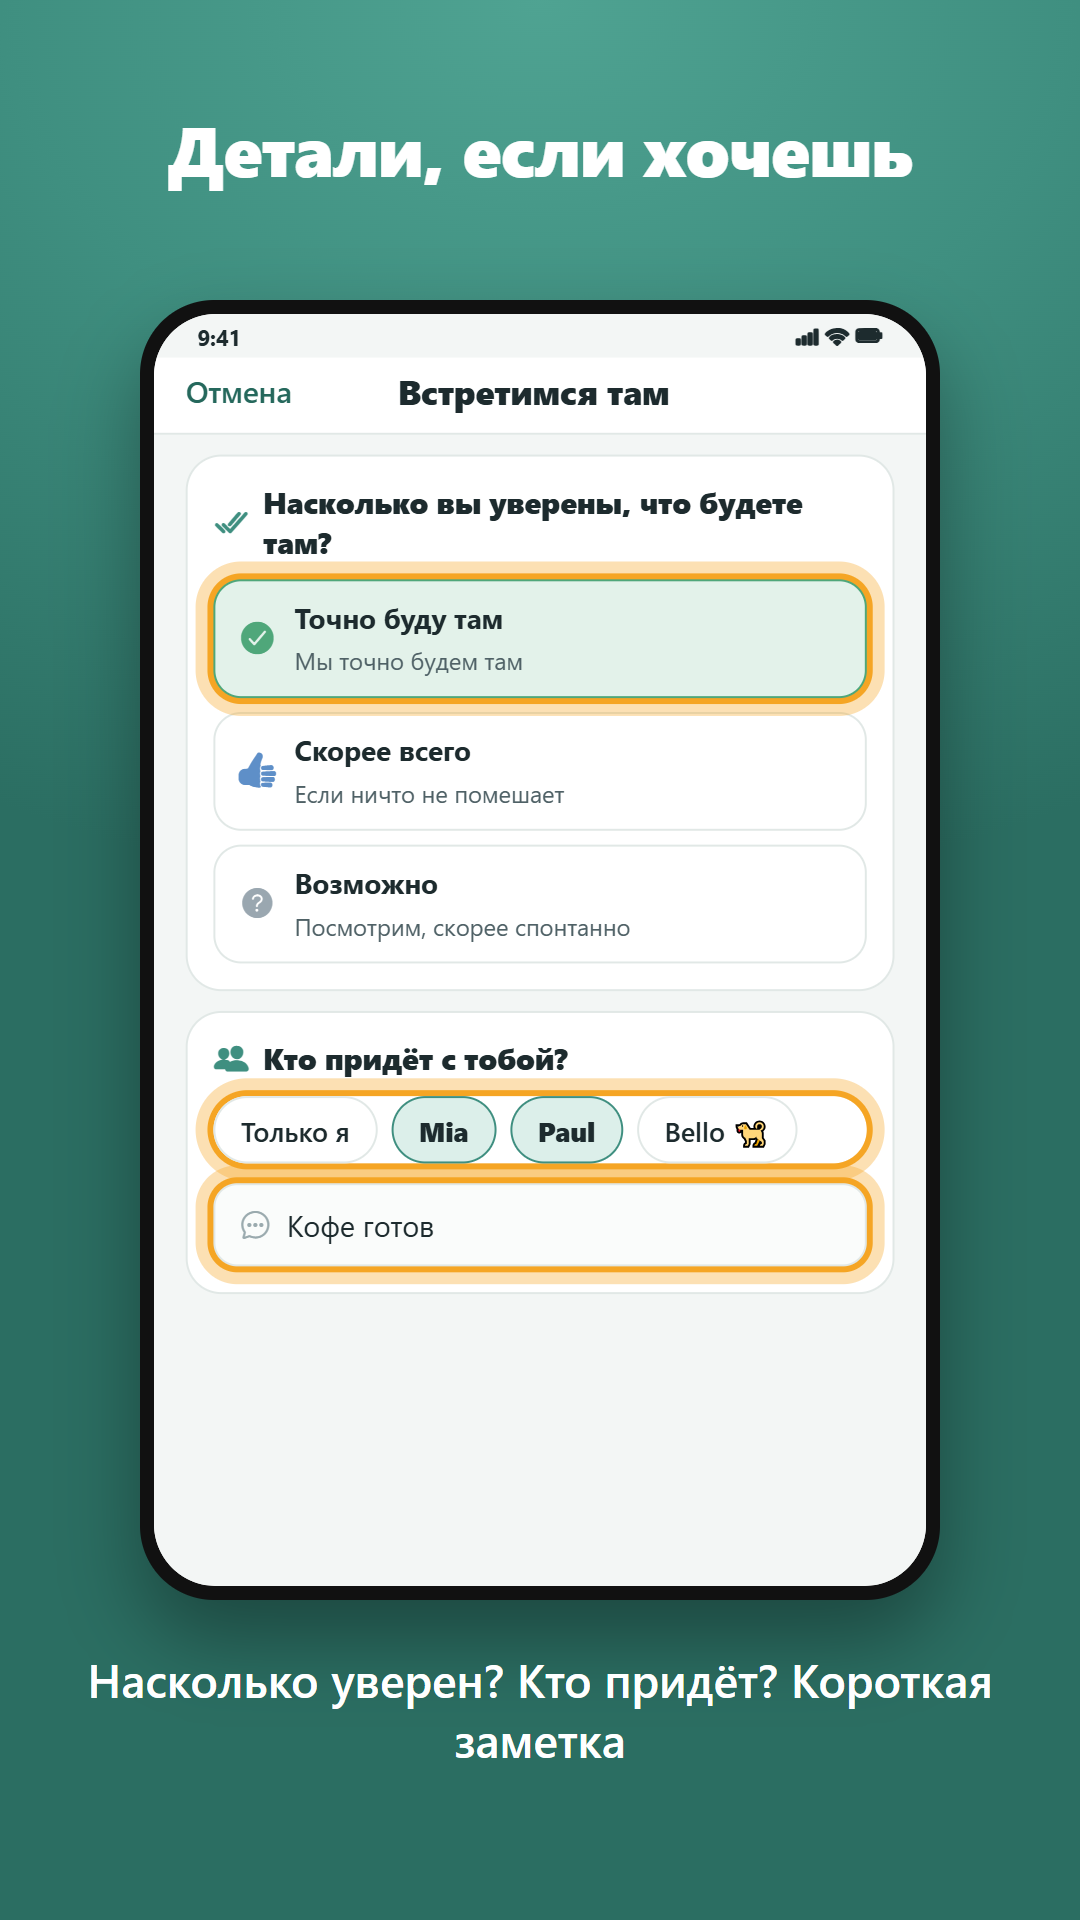 Детали, если хочешь
9:41
Отмена
Встретимся там
Насколько вы уверены, что будете
там?
Точно буду там
Мы точно будем там
Скорее всего
Если ничто не помешает
Возможно
Посмотрим, скорее спонтанно
Кто придёт с тобой?
Только я
Mia
Paul
Bello 🐕
Кофе готов
Насколько уверен? Кто придёт? Короткая
заметка